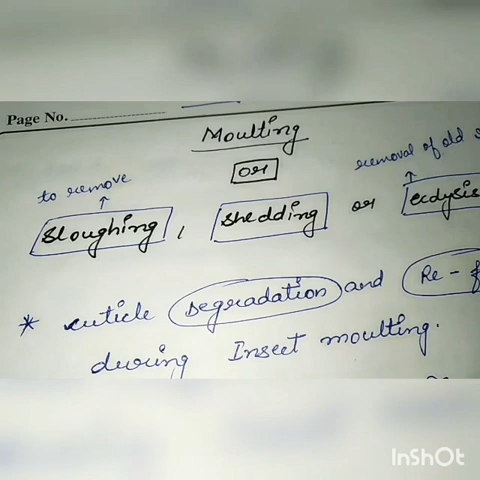 Page No.
Moulting
or
to remove
removal of old
Sloughing, Shedding or ecdysis
* cuticle Degradation and Re-
during Insect moulting.
InShOt